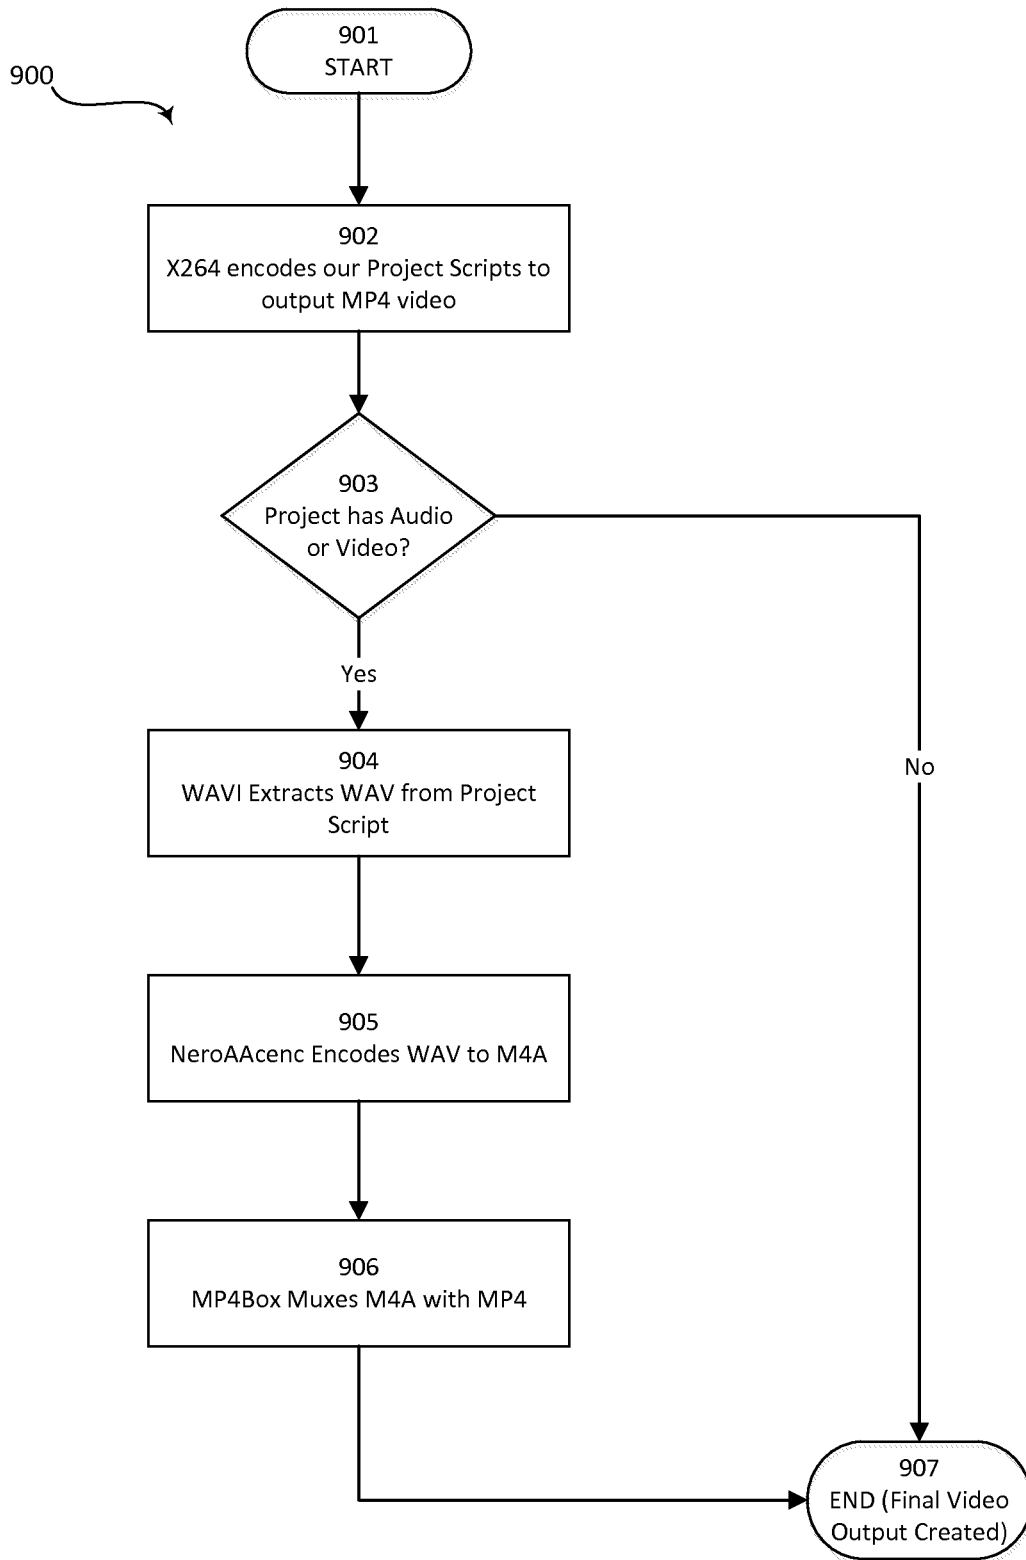 901
START
900
902
X264 encodes our Project Scripts to
output MP4 video
903
Project has Audio
or Video?
Yes
904
WAVI Extracts WAV from Project
Script
No
905
NeroAAcenc Encodes WAV to M4A
906
MP4Box Muxes M4A with MP4
907
END (Final Video
Output Created)